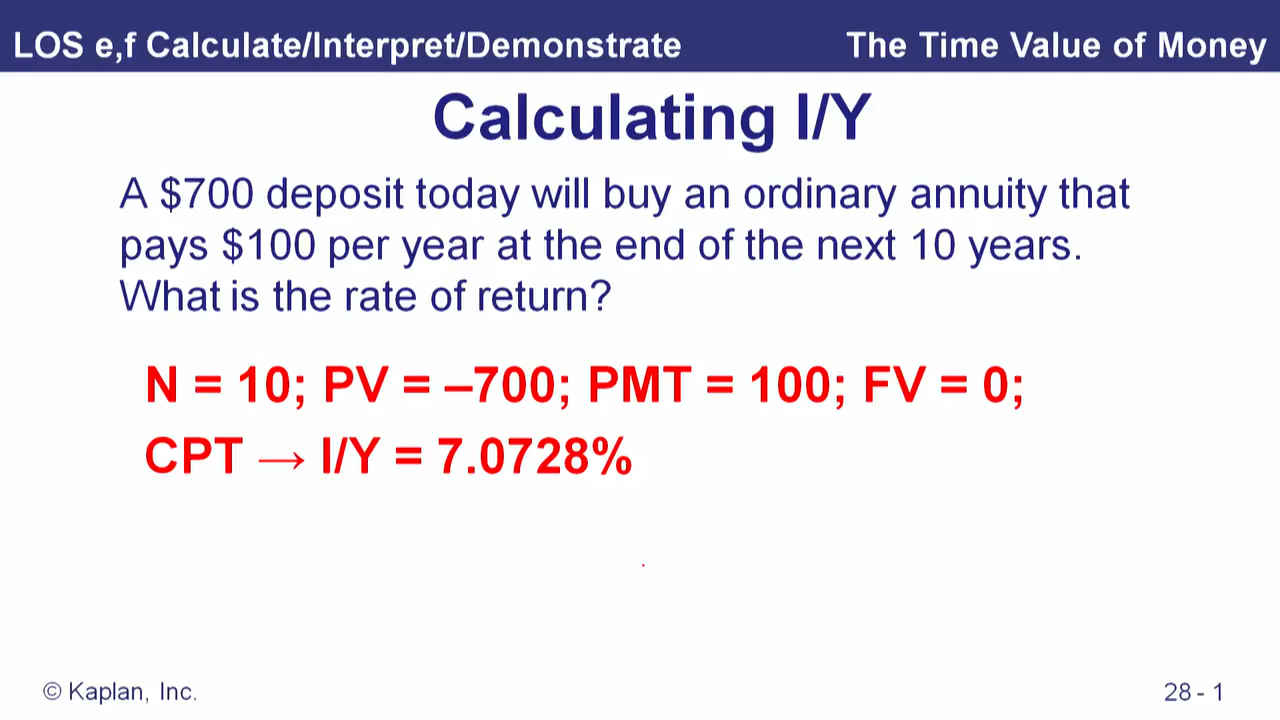 LOS e,f Calculate/Interpret/Demonstrate The Time Value of Money
Calculating I/Y
A $700 deposit today will buy an ordinary annuity that
pays $100 per year at the end of the next 10 years.
What is the rate of return?
N = 10; PV = –700; PMT = 100; FV = 0;
CPT → I/Y = 7.0728%
© Kaplan, Inc. 28 - 1